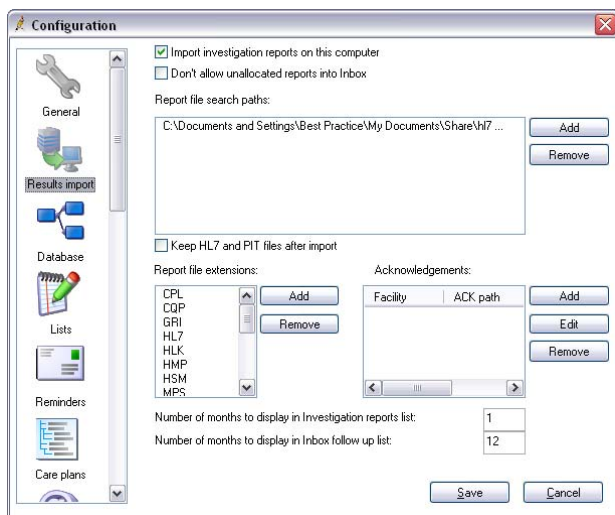 Configuration
General
Results import
Database
Lists
Reminders
Care plans
Import investigation reports on this computer
Don't allow unallocated reports into Inbox
Report file search paths:
C:\Documents and Settings\Best Practice\My Documents\Share\hl7 ...
Add
Remove
Keep HL7 and PIT files after import
Report file extensions:
CPL
CQP
GRI
HL7
HLK
HMP
HSM
MPS
Add
Remove
Acknowledgements:
Facility ACK path
Add
Edit
Remove
Number of months to display in Investigation reports list: 1
Number of months to display in Inbox follow up list: 12
Save Cancel